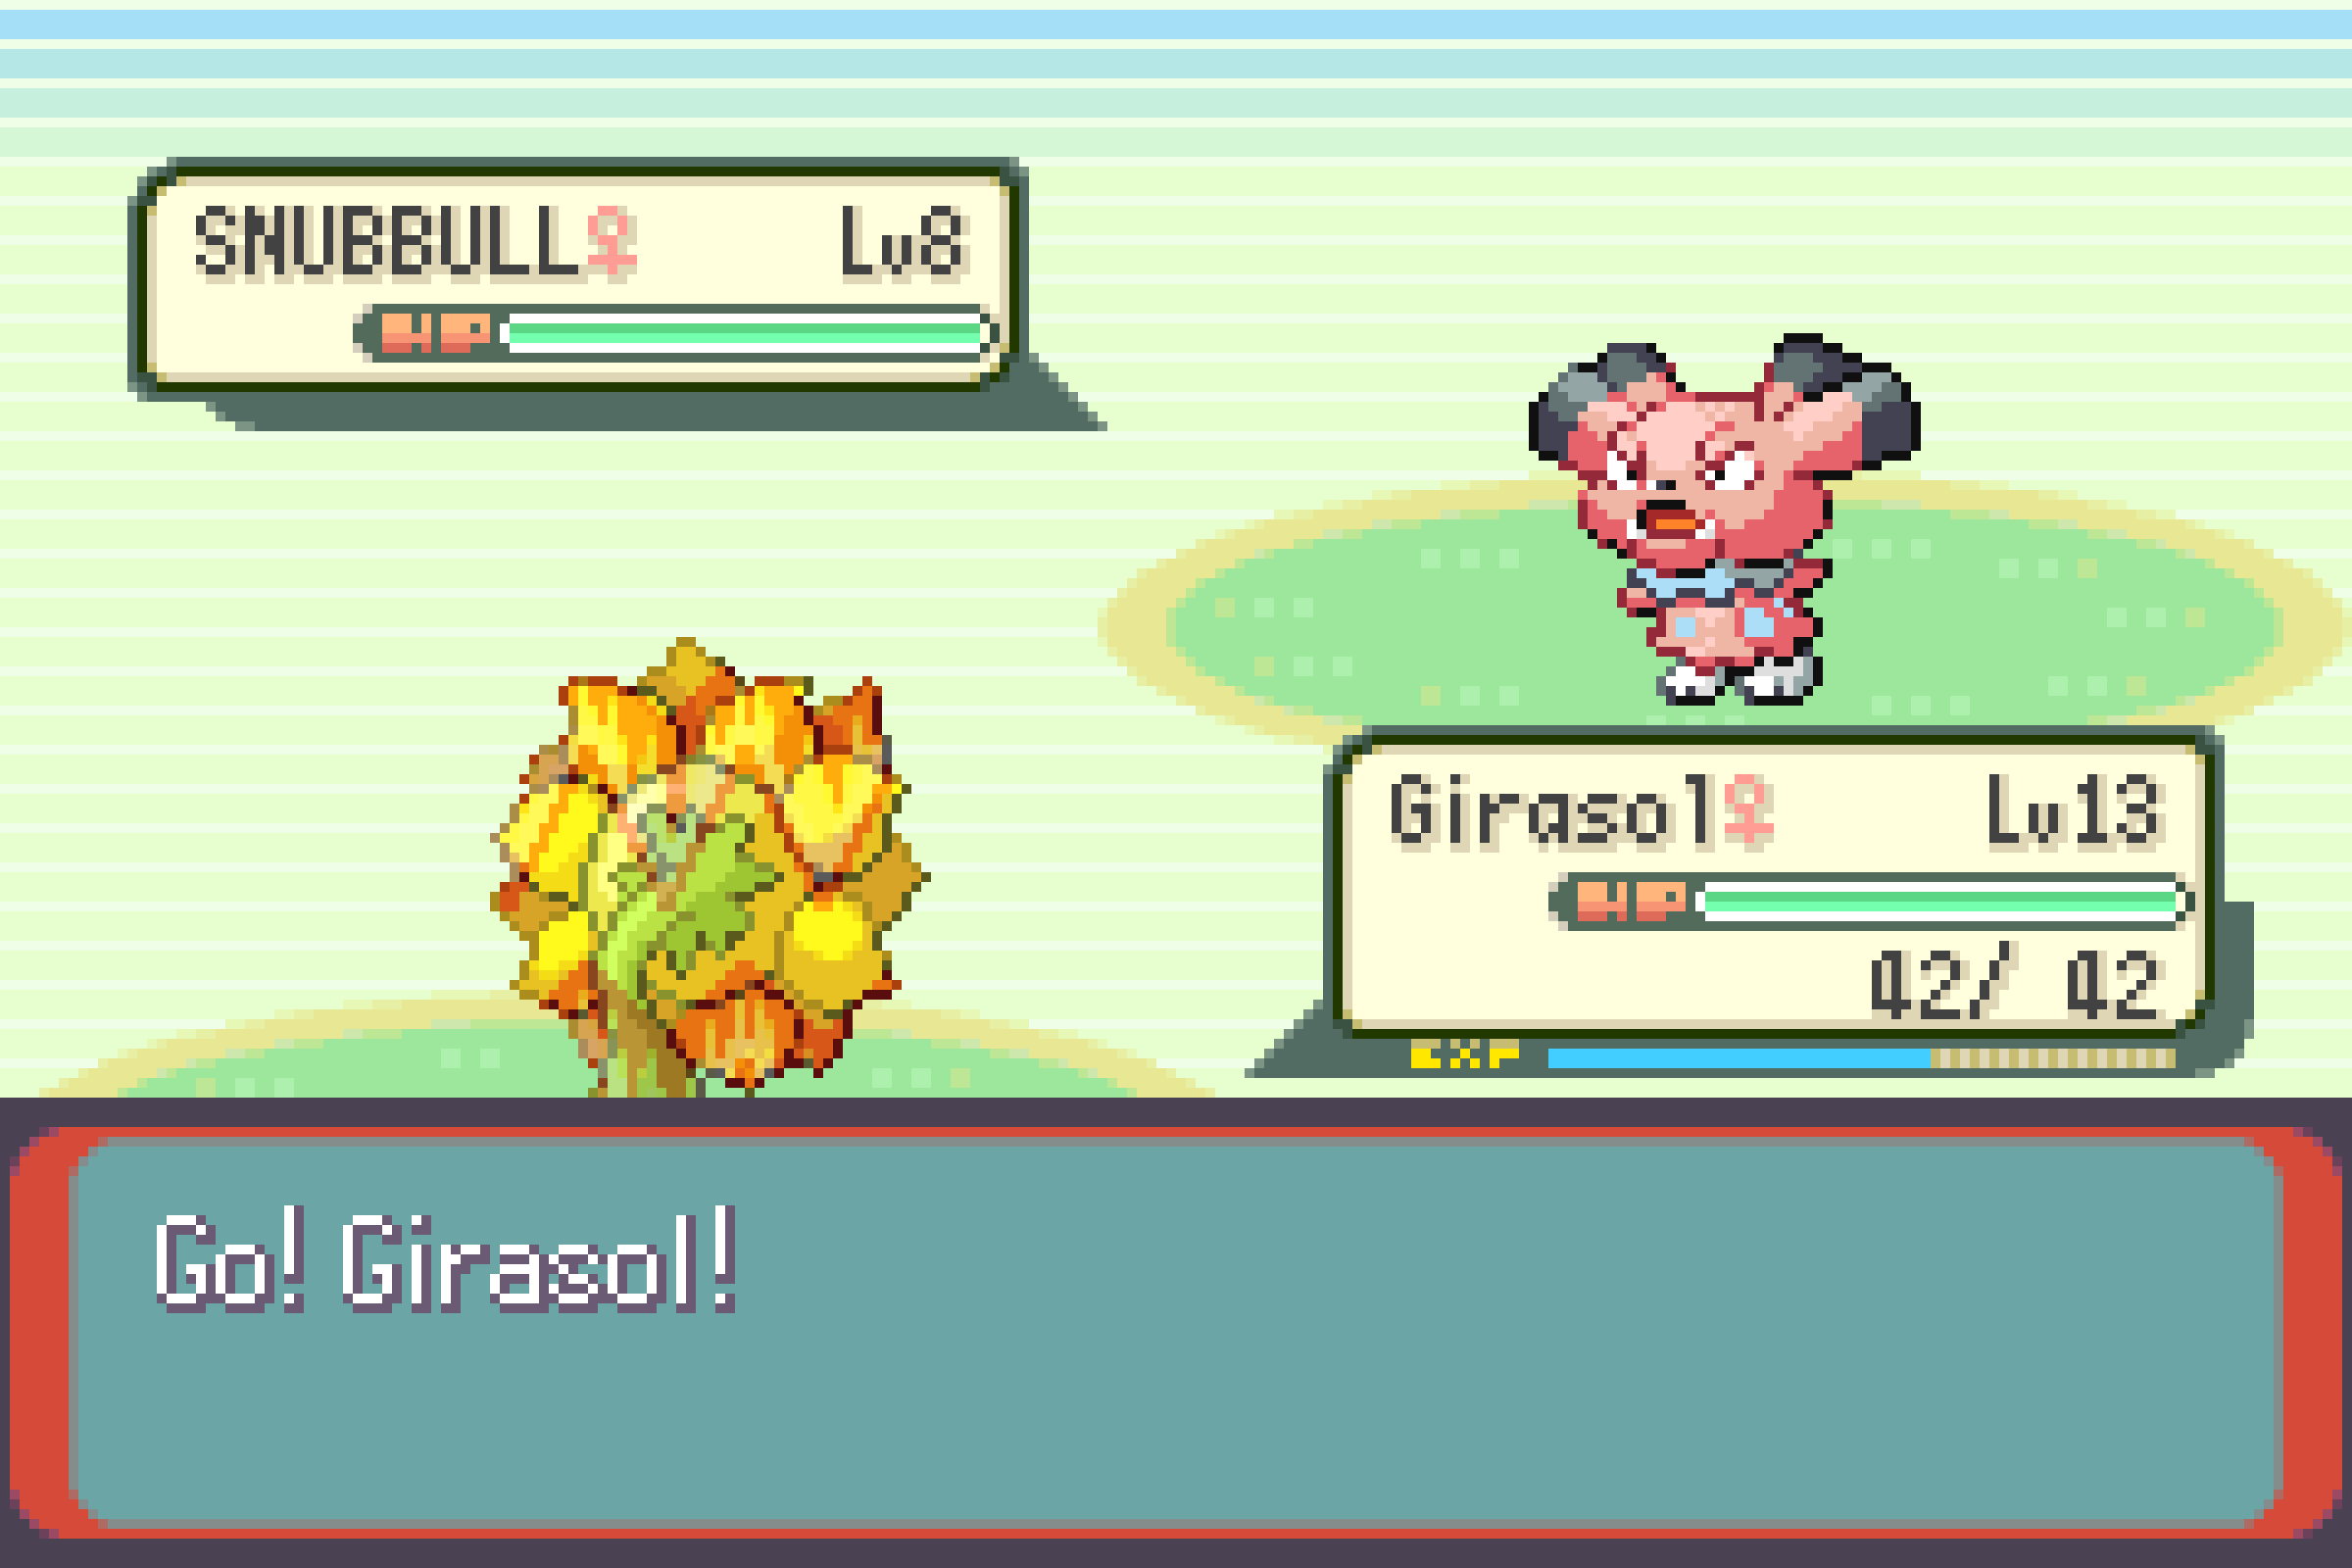 SNUBBULL♀ Lv8
HP
Girasol♀ Lv13
HP
42/ 42
EXP
Go! Girasol!